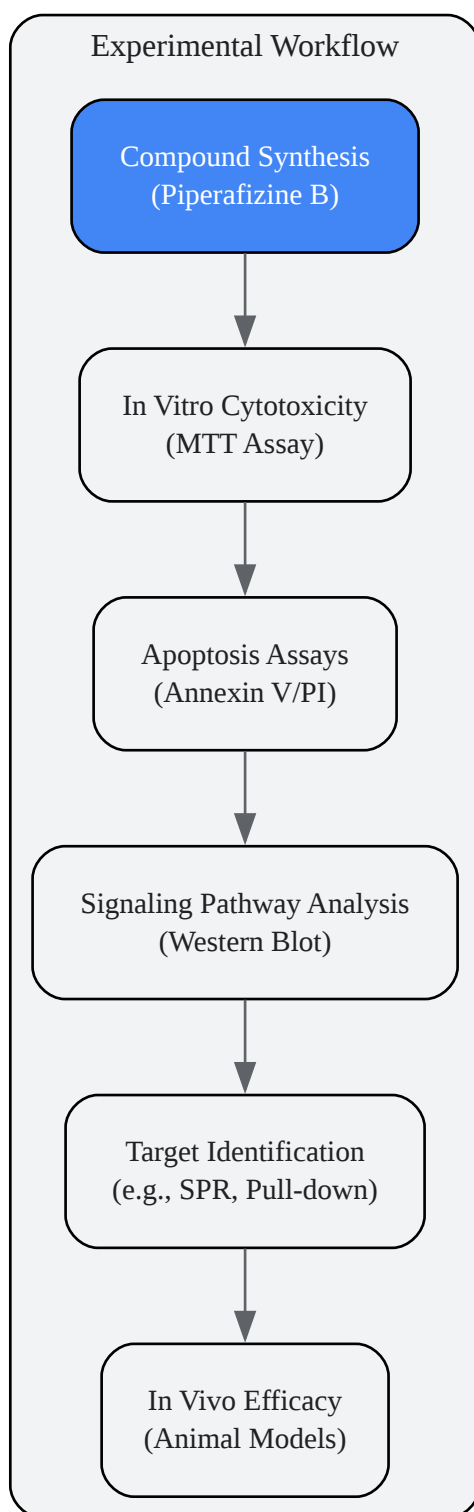 Experimental Workflow
Compound Synthesis
(Piperafizine B)
In Vitro Cytotoxicity
(MTT Assay)
Apoptosis Assays
(Annexin V/PI)
Signaling Pathway Analysis
(Western Blot)
Target Identification
(e.g., SPR, Pull-down)
In Vivo Efficacy
(Animal Models)